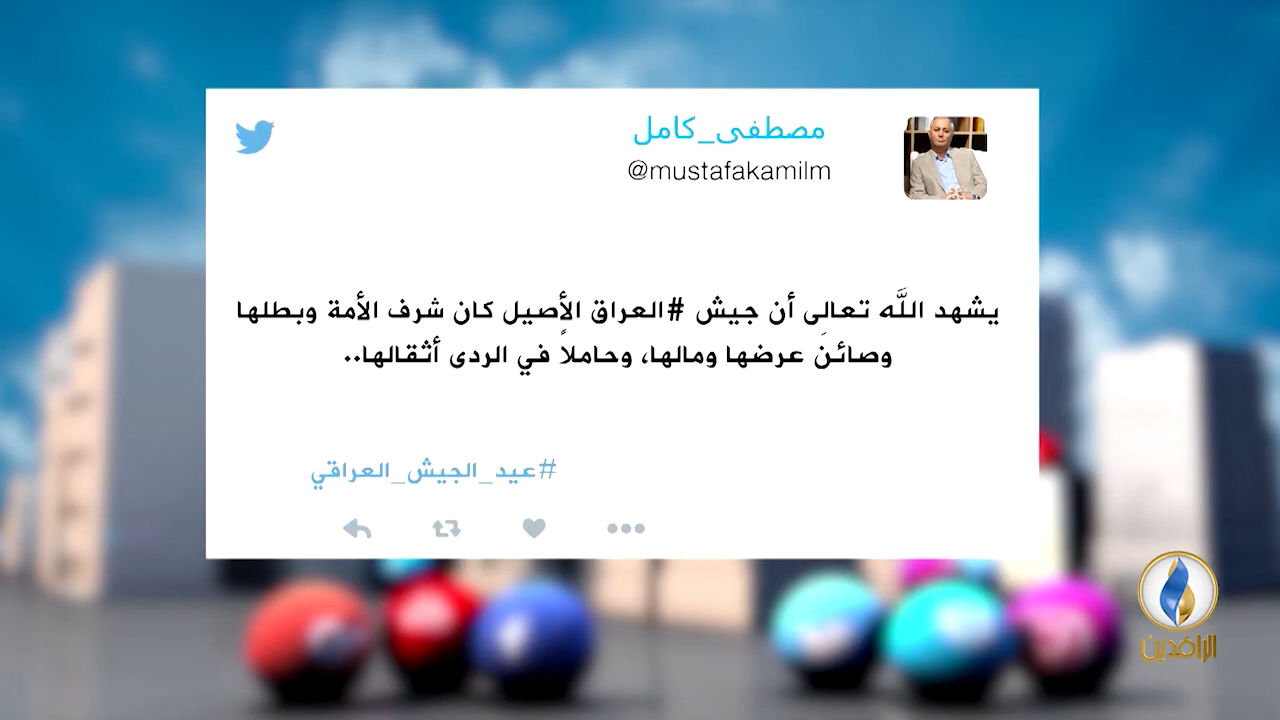 مصطفى_كامل
@mustafakamilm
يشهد اللَّه تعالى أن جيش #العراق الأصيل كان شرف الأمة وبطلها
وصائنَ عرضها ومالها، وحاملاً في الردى أثقالها..
#عيد_الجيش_العراقي
الرافدين